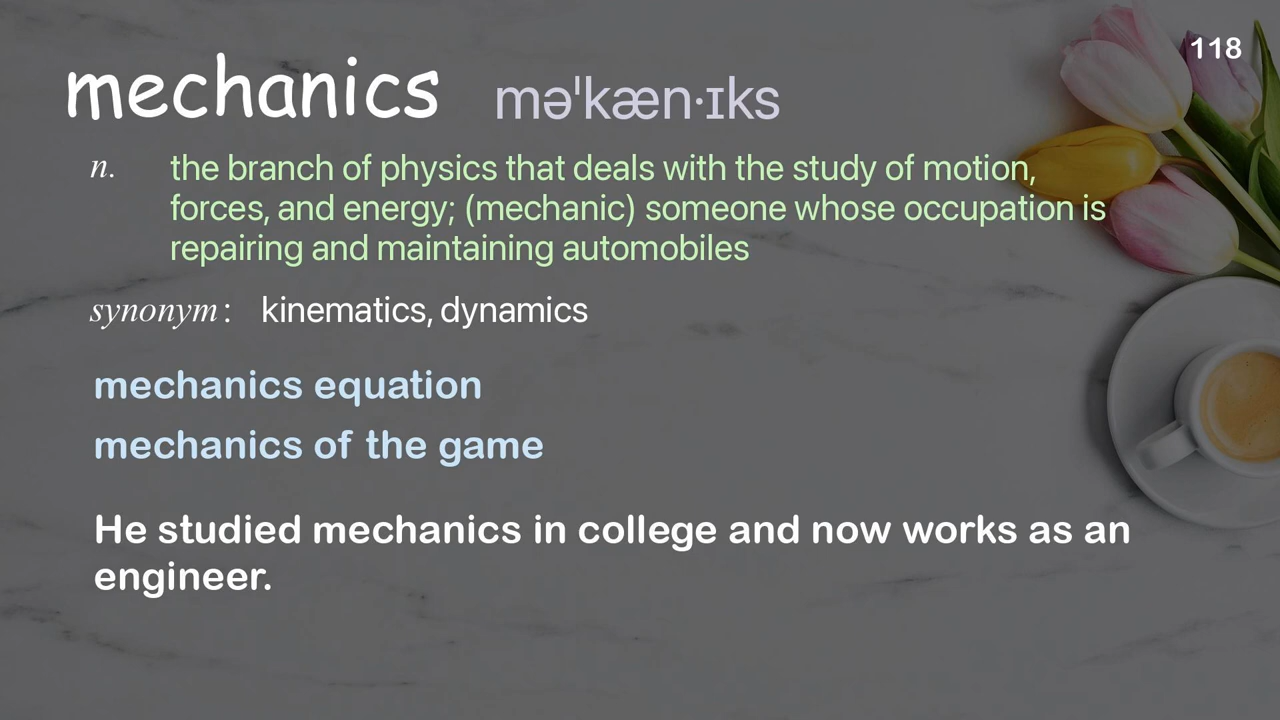 118
mechanics məˈkæn·ɪks
n. the branch of physics that deals with the study of motion,
forces, and energy; (mechanic) someone whose occupation is
repairing and maintaining automobiles
synonym: kinematics, dynamics
mechanics equation
mechanics of the game
He studied mechanics in college and now works as an
engineer.